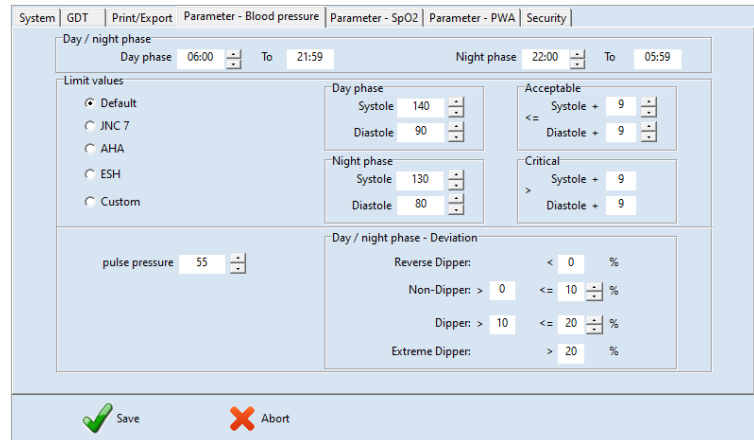 System GDT Print/Export Parameter - Blood pressure Parameter - SpO2 Parameter - PWA Security
Day / night phase
Day phase 06:00 To 21:59 Night phase 22:00 To 05:59
Limit values
Default
JNC 7
AHA
ESH
Custom
Day phase
Systole 140
Diastole 90
Acceptable
<=
Systole + 9
Diastole + 9
Night phase
Systole 130
Diastole 80
Critical
>
Systole + 9
Diastole + 9
pulse pressure 55
Day / night phase - Deviation
Reverse Dipper: < 0 %
Non-Dipper: > 0 <= 10 %
Dipper: > 10 <= 20 %
Extreme Dipper: > 20 %
Save Abort